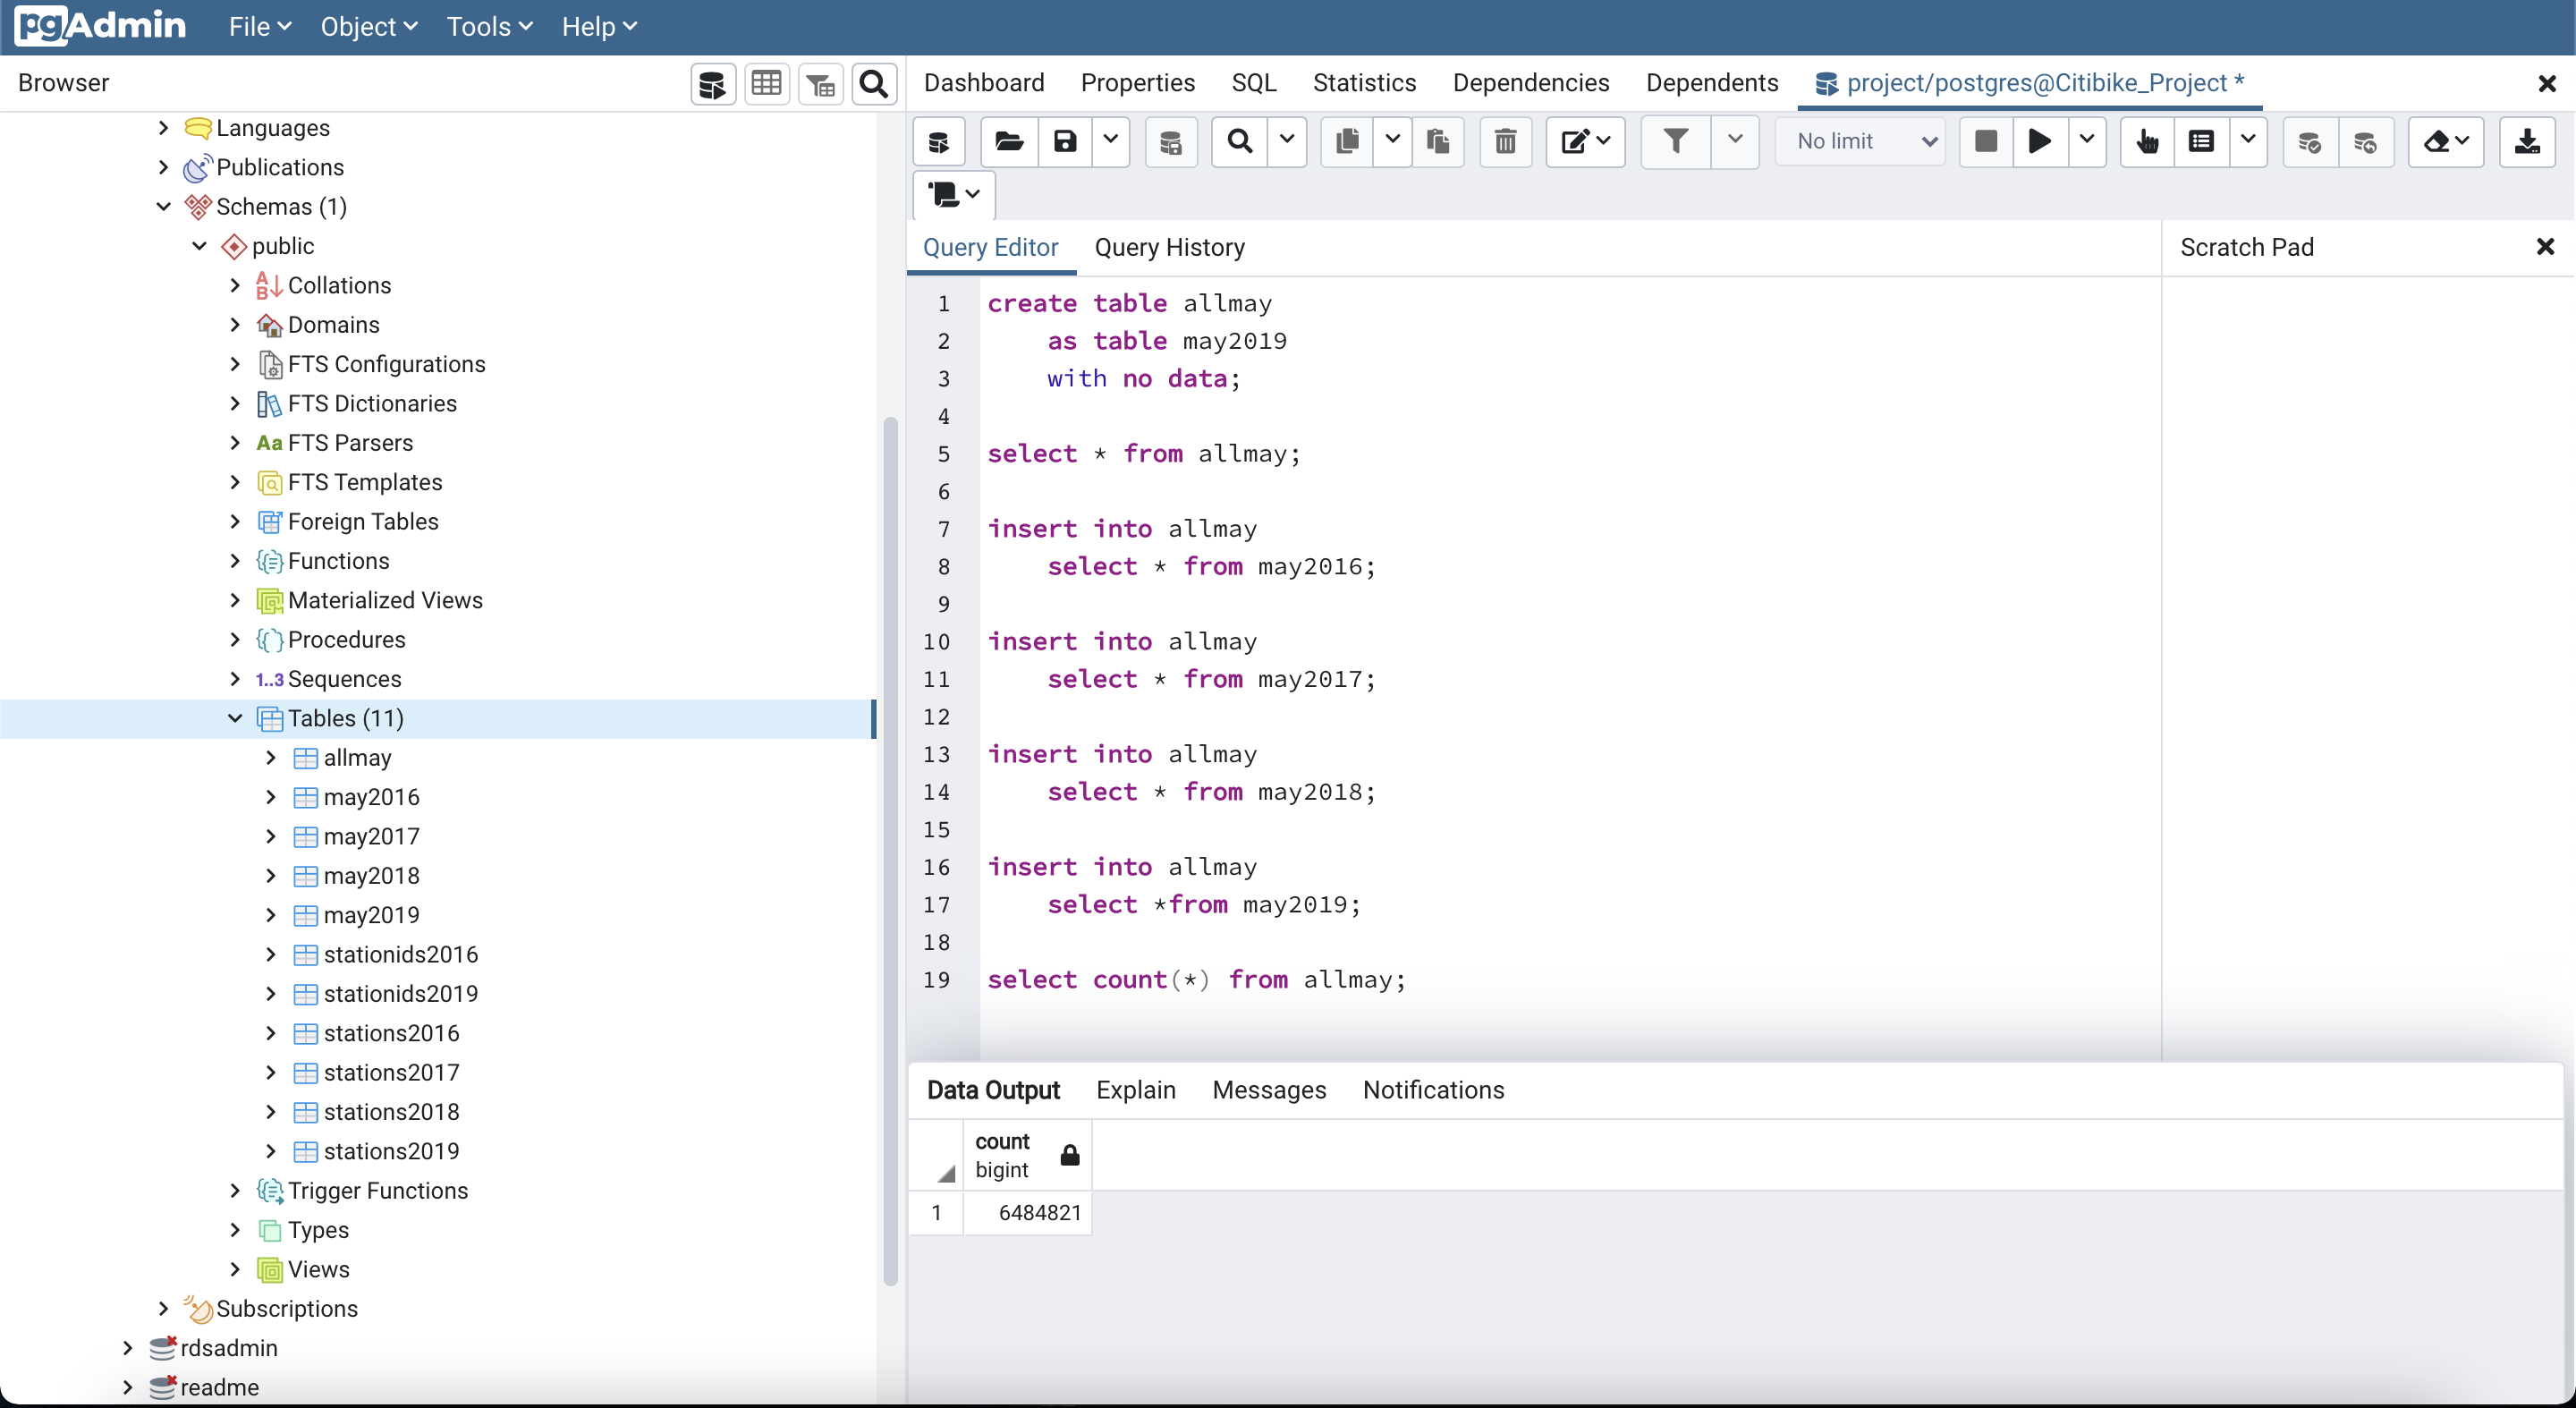 pgAdmin File Object Tools Help
Browser
Dashboard Properties SQL Statistics Dependencies Dependents project/postgres@Citibike_Project *
No limit
Languages
Publications
Schemas (1)
public
Collations
Domains
FTS Configurations
FTS Dictionaries
Aa FTS Parsers
FTS Templates
Foreign Tables
Functions
Materialized Views
Procedures
1..3 Sequences
Tables (11)
allmay
may2016
may2017
may2018
may2019
stationids2016
stationids2019
stations2016
stations2017
stations2018
stations2019
Trigger Functions
Types
Views
Subscriptions
rdsadmin
readme
Query Editor Query History
Scratch Pad
1 create table allmay
2 as table may2019
3 with no data;
4
5 select * from allmay;
6
7 insert into allmay
8 select * from may2016;
9
10 insert into allmay
11 select * from may2017;
12
13 insert into allmay
14 select * from may2018;
15
16 insert into allmay
17 select *from may2019;
18
19 select count(*) from allmay;
Data Output Explain Messages Notifications
count
bigint
1 6484821